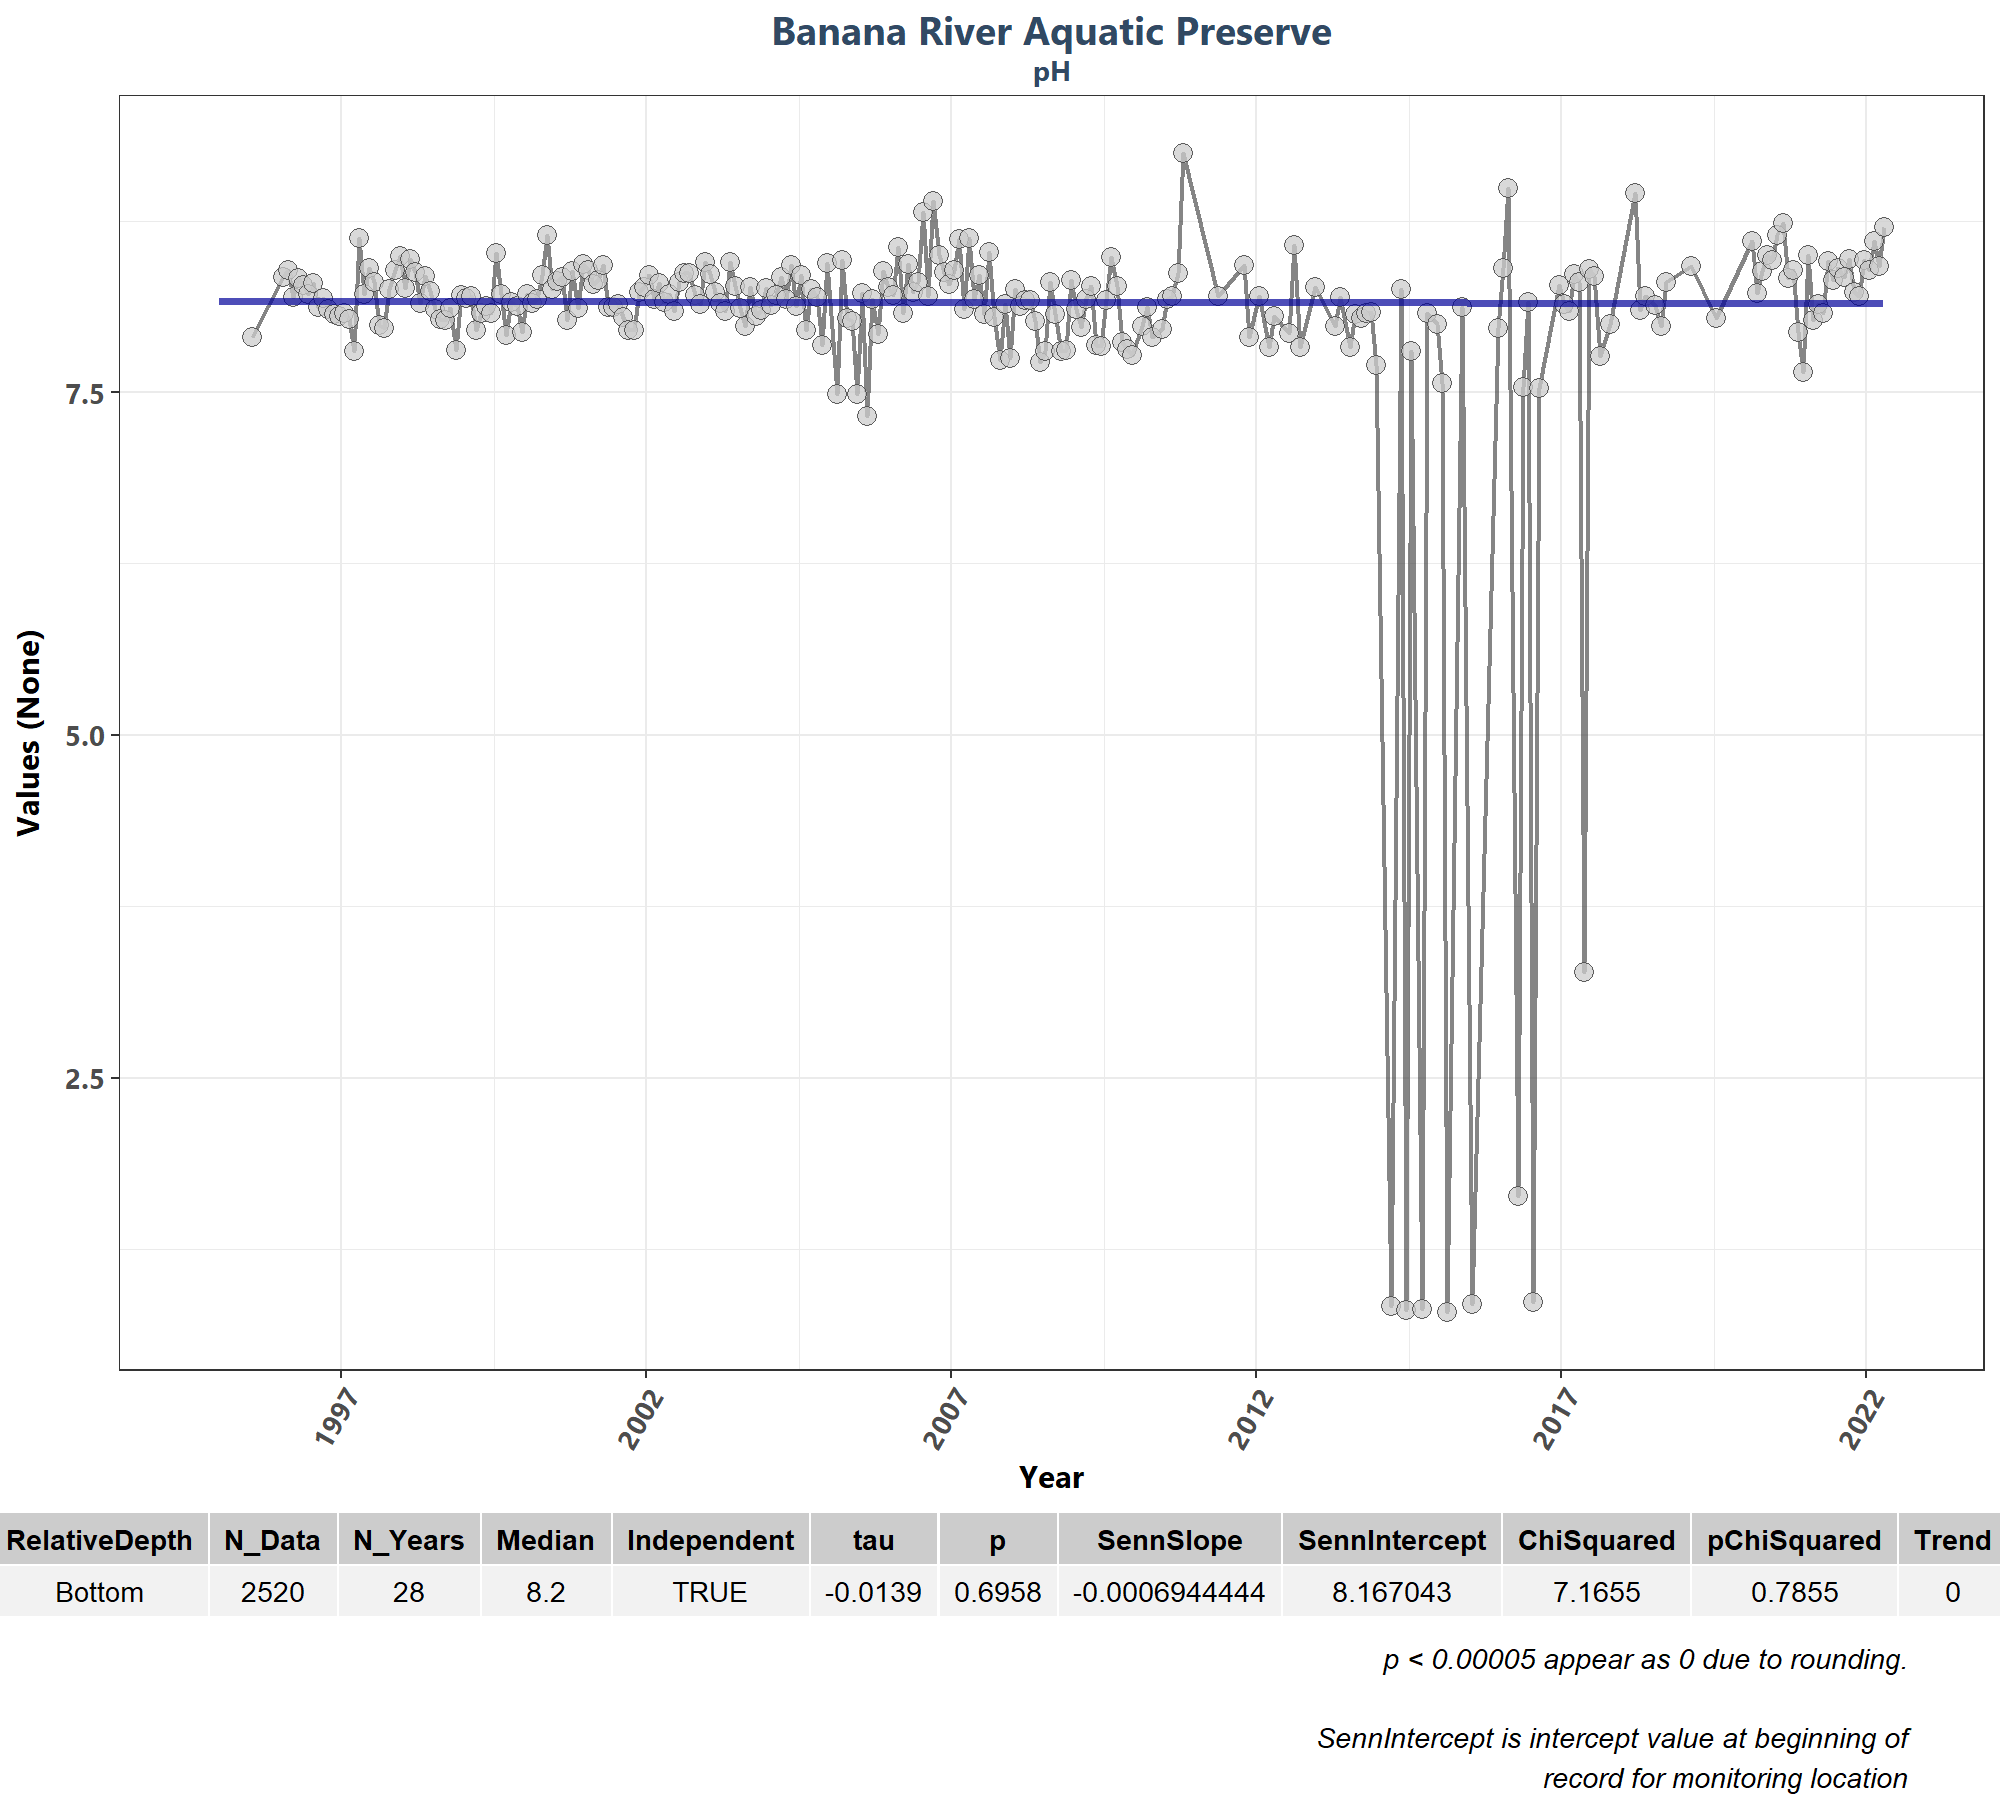 Banana River Aquatic Preserve
pH
Values (None)
7.5
5.0
2.5
1997
2002
2007
2012
2017
2022
Year
RelativeDepth N_Data N_Years Median Independent tau p SennSlope SennIntercept ChiSquared pChiSquared Trend
Bottom 2520 28 8.2 TRUE -0.0139 0.6958 -0.0006944444 8.167043 7.1655 0.7855 0
p < 0.00005 appear as 0 due to rounding.
SennIntercept is intercept value at beginning of
record for monitoring location